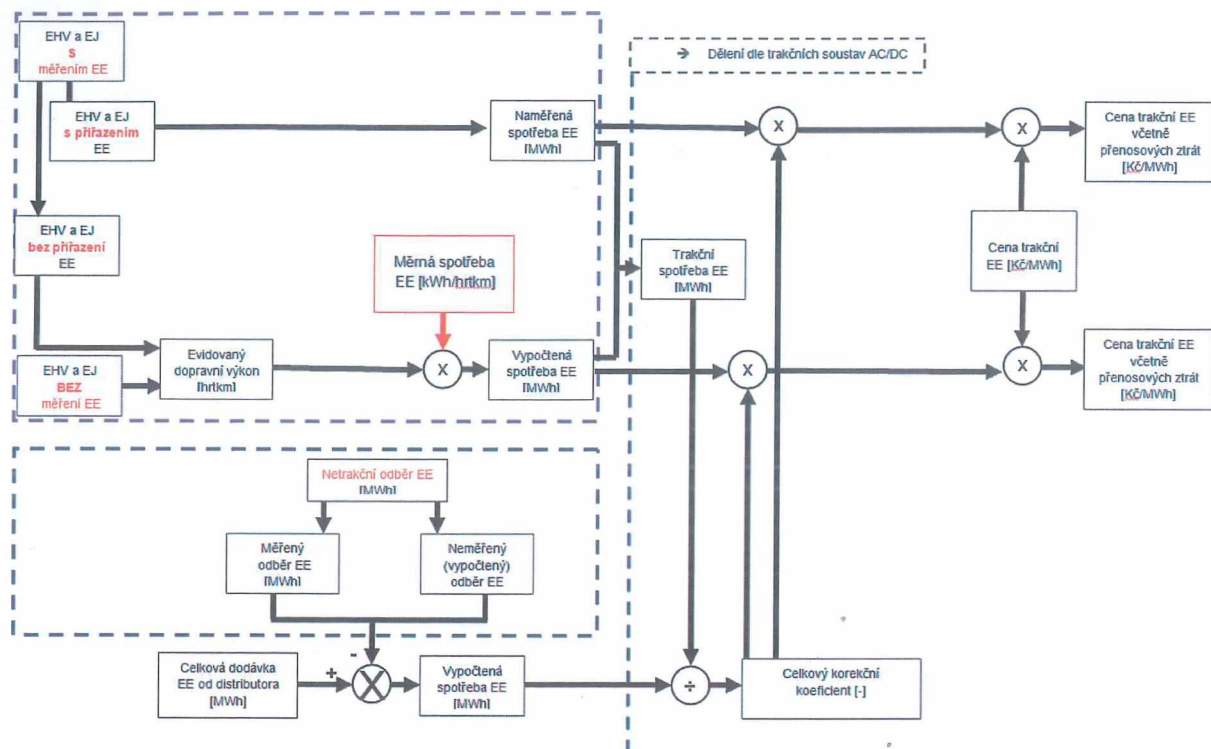 EHV a EJ
S
měřením EE
➔ Dělení dle trakčních soustav AC/DC
EHV a EJ
s přiřazením
EE
Naměřená
spotřeba EE
[MWh]
X
X
Cena trakční EE
včetně
přenosových ztrát
[Kč/MWh]
EHV a EJ
bez přiřazení
EE
Měrná spotřeba
EE [kWh/hrtkm]
Trakční
spotřeba EE
[MWh]
Cena trakční
EE [Kč/MWh]
EHV a EJ
BEZ
měření EE
Evidovaný
dopravní výkon
[hrtkm]
X
Vypočtená
spotřeba EE
[MWh]
X
X
Cena trakční EE
včetně
přenosových ztrát
[Kč/MWh]
Netrakční odběr EE
[MWh]
Měřený
odběr EE
[MWh]
Neměřený
(vypočtený)
odběr EE
Celková dodávka
EE od distributora
[MWh]
+
-
X
Vypočtená
spotřeba EE
[MWh]
÷
Celkový korekční
koeficient [-]